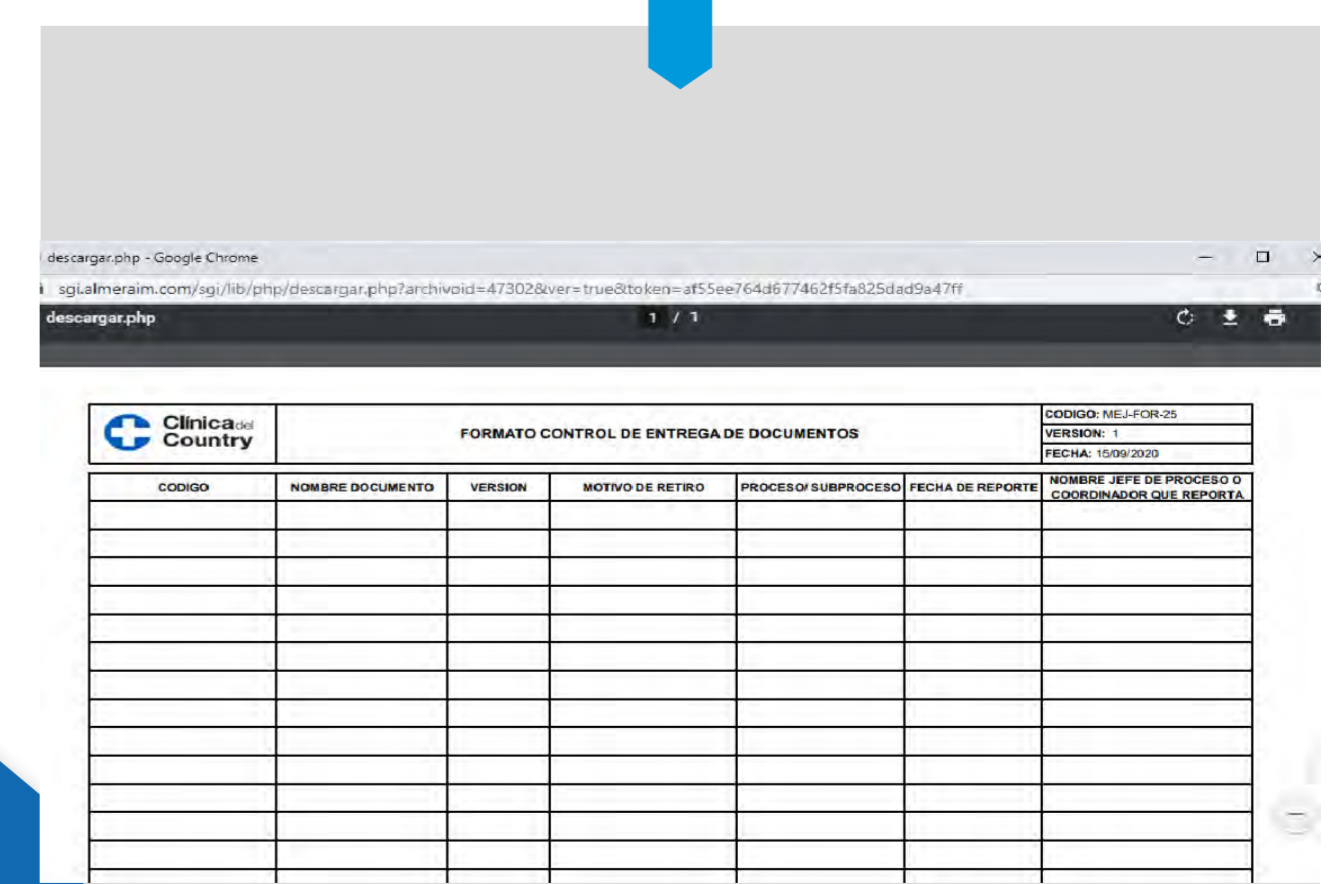 descargar.php - Google Chrome
sgi.almeraim.com/sgi/lib/php/descargar.php?archivoid=47302&ver=true&token=af55ee764d677462f5fa825dad9a47ff
descargar.php 1 / 1
Clínica del
Country
FORMATO CONTROL DE ENTREGA DE DOCUMENTOS
CODIGO: MEJ-FOR-25
VERSION: 1
FECHA: 15/09/2020
CODIGO NOMBRE DOCUMENTO VERSION MOTIVO DE RETIRO PROCESO/ SUBPROCESO FECHA DE REPORTE NOMBRE JEFE DE PROCESO O
COORDINADOR QUE REPORTA